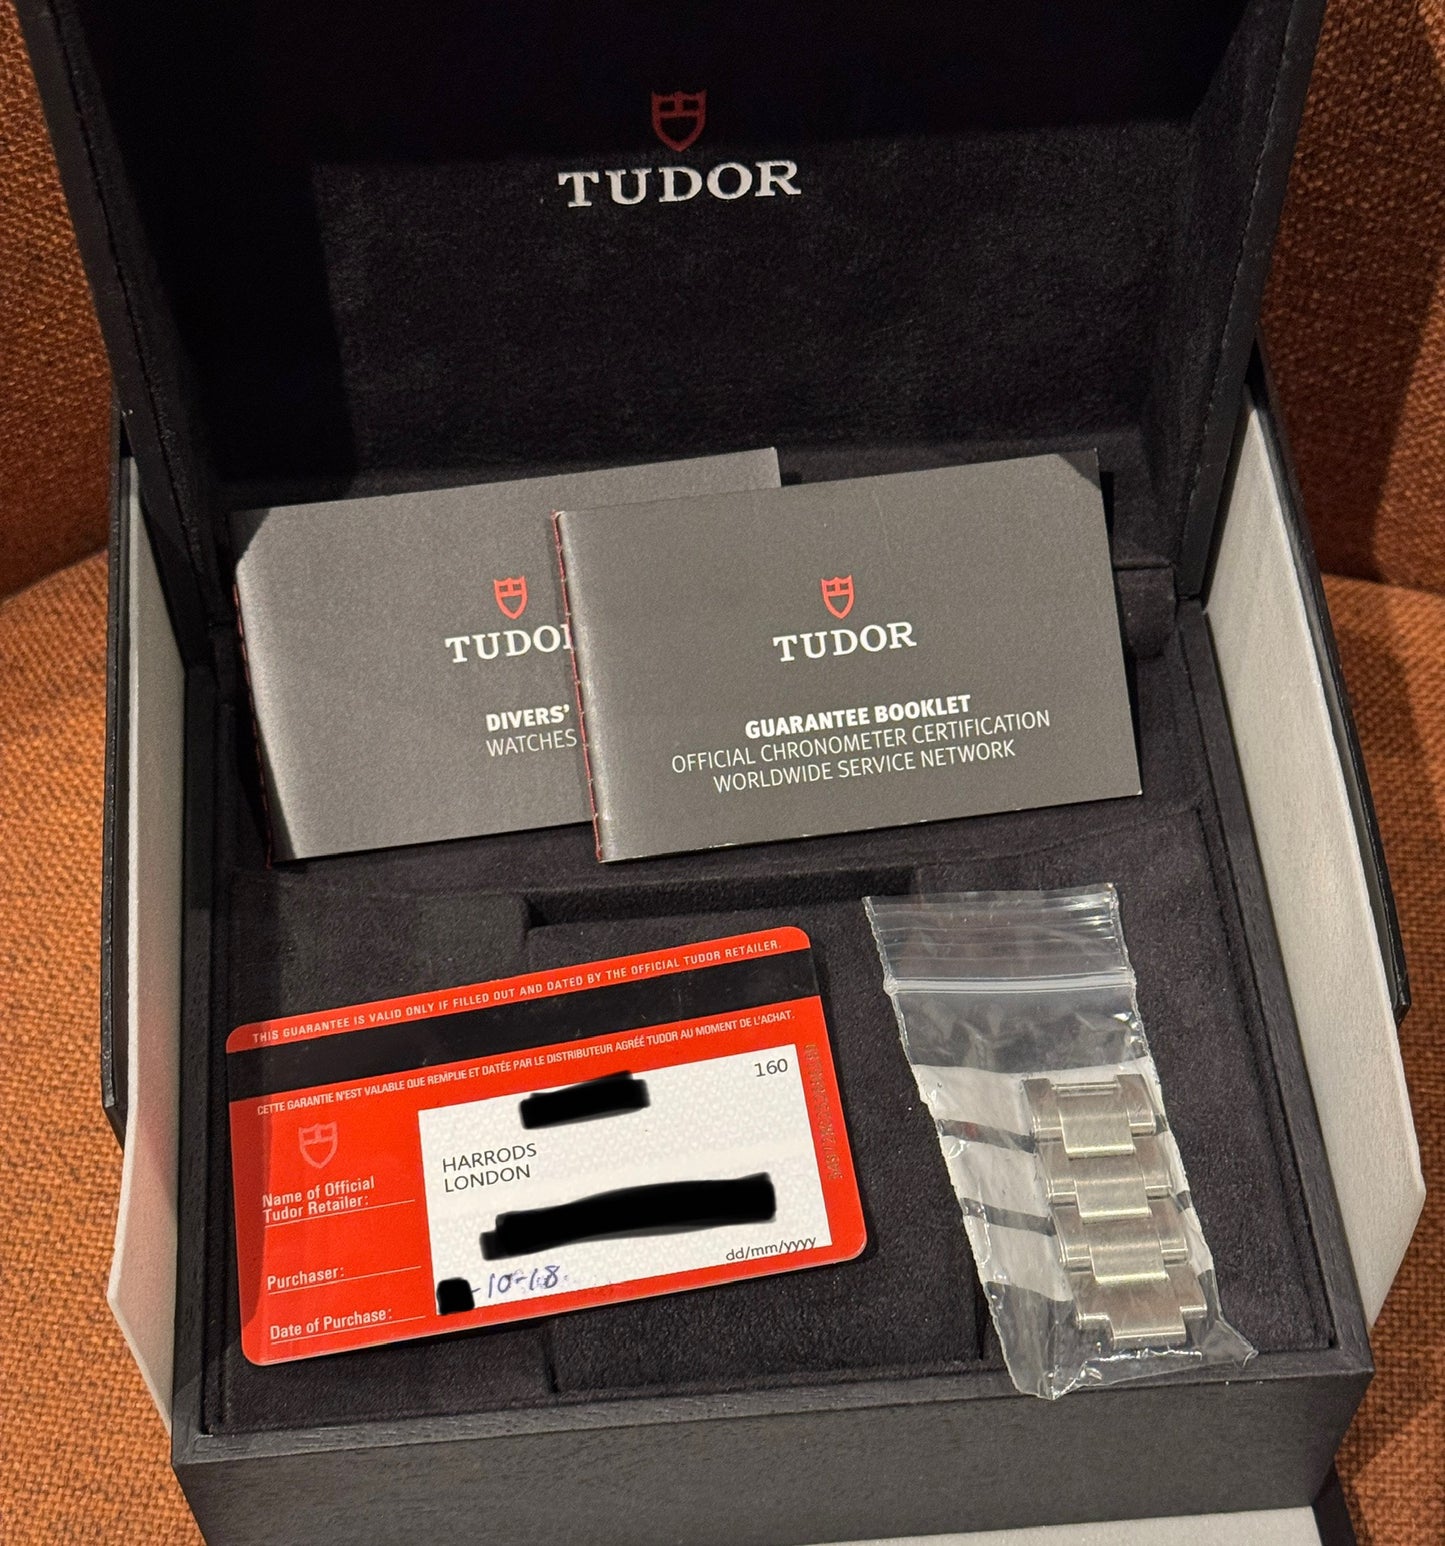 TUDOR
TUDOR
DIVERS'
WATCHES
TUDOR
GUARANTEE BOOKLET
OFFICIAL CHRONOMETER CERTIFICATION
WORLDWIDE SERVICE NETWORK
THIS GUARANTEE IS VALID ONLY IF FILLED OUT AND DATED BY THE OFFICIAL TUDOR RETAILER.
CETTE GARANTIE N'EST VALABLE QUE REMPLIE ET DATÉE PAR LE DISTRIBUTEUR AGRÉÉ TUDOR AU MOMENT DE L'ACHAT.
160
HARRODS
LONDON
Name of Official
Tudor Retailer:
Purchaser:
dd/mm/yyyy
Date of Purchase:
-10-18